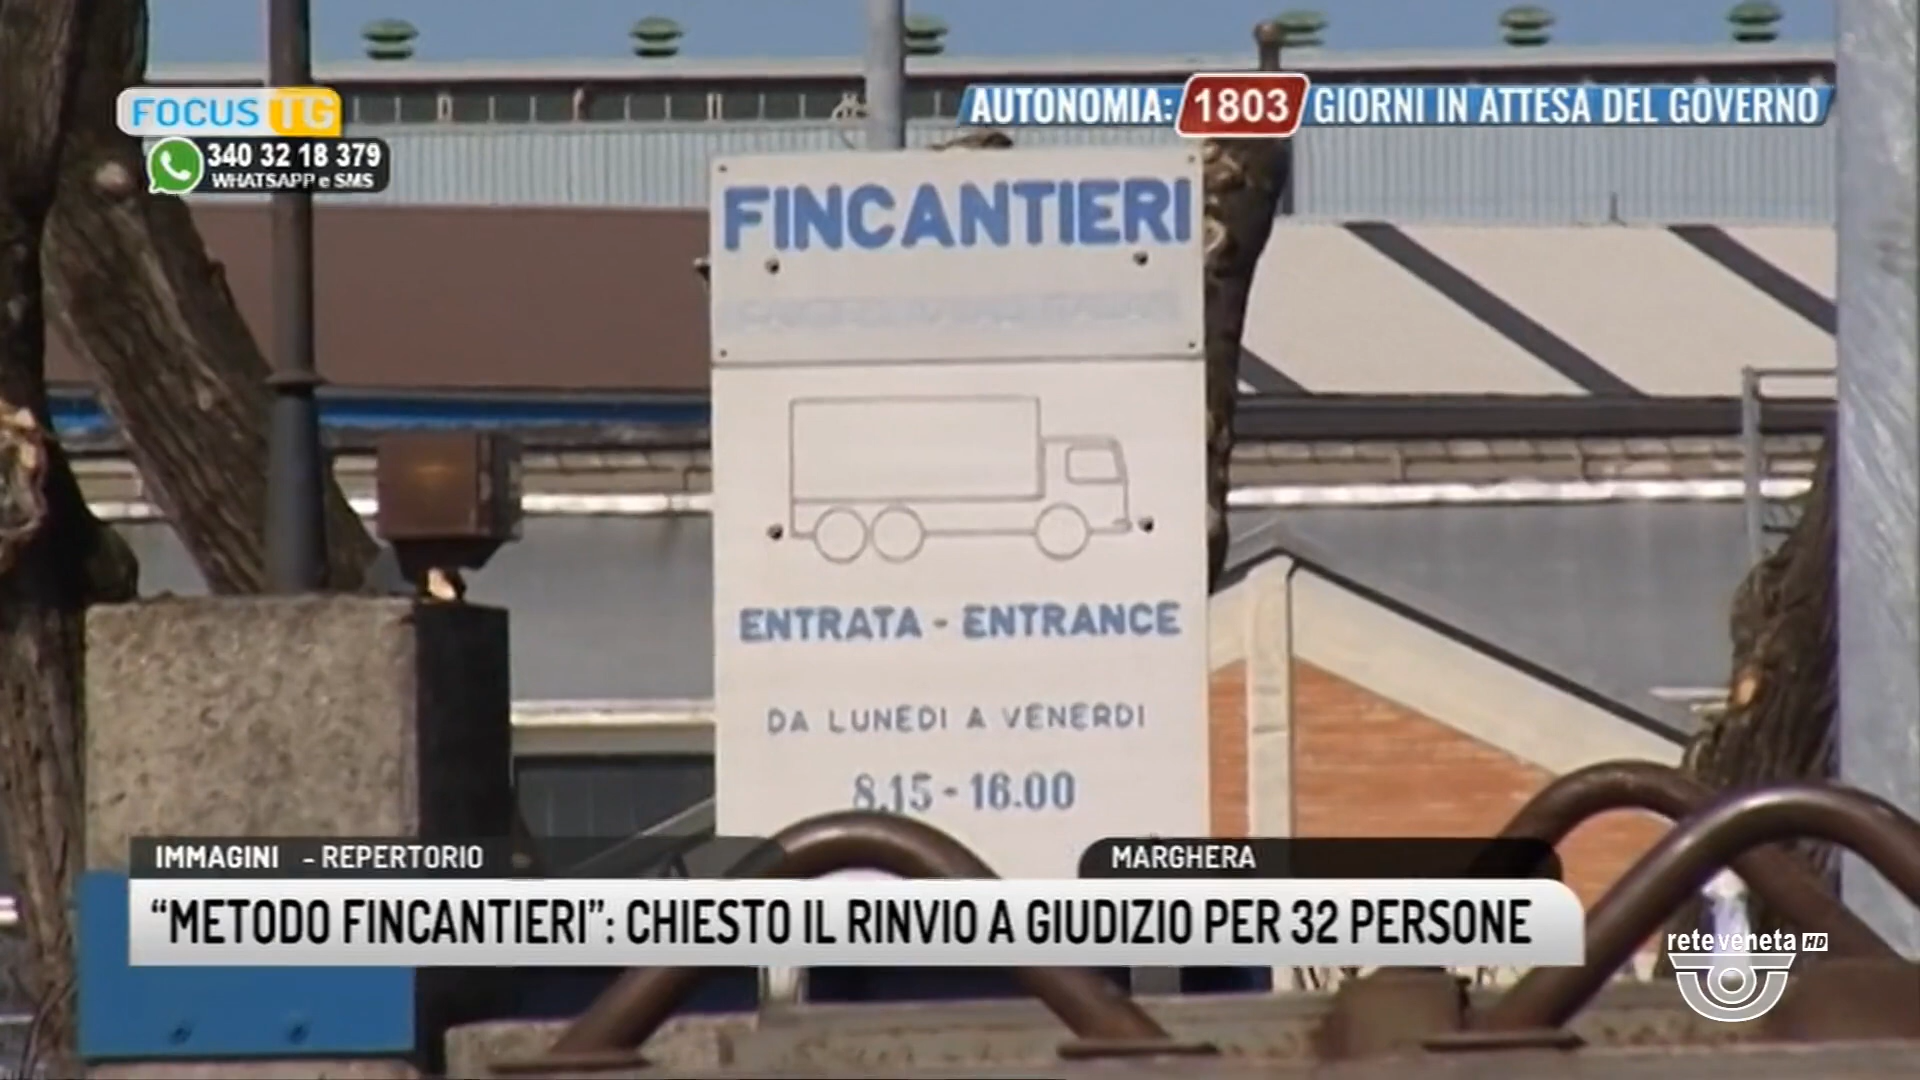 FOCUS TG
340 32 18 379
WHATSAPP e SMS
AUTONOMIA: 1803 GIORNI IN ATTESA DEL GOVERNO
FINCANTIERI
ENTRATA - ENTRANCE
DA LUNEDI A VENERDI
8.15 - 16.00
IMMAGINI - REPERTORIO
MARGHERA
“METODO FINCANTIERI”: CHIESTO IL RINVIO A GIUDIZIO PER 32 PERSONE
reteveneta HD